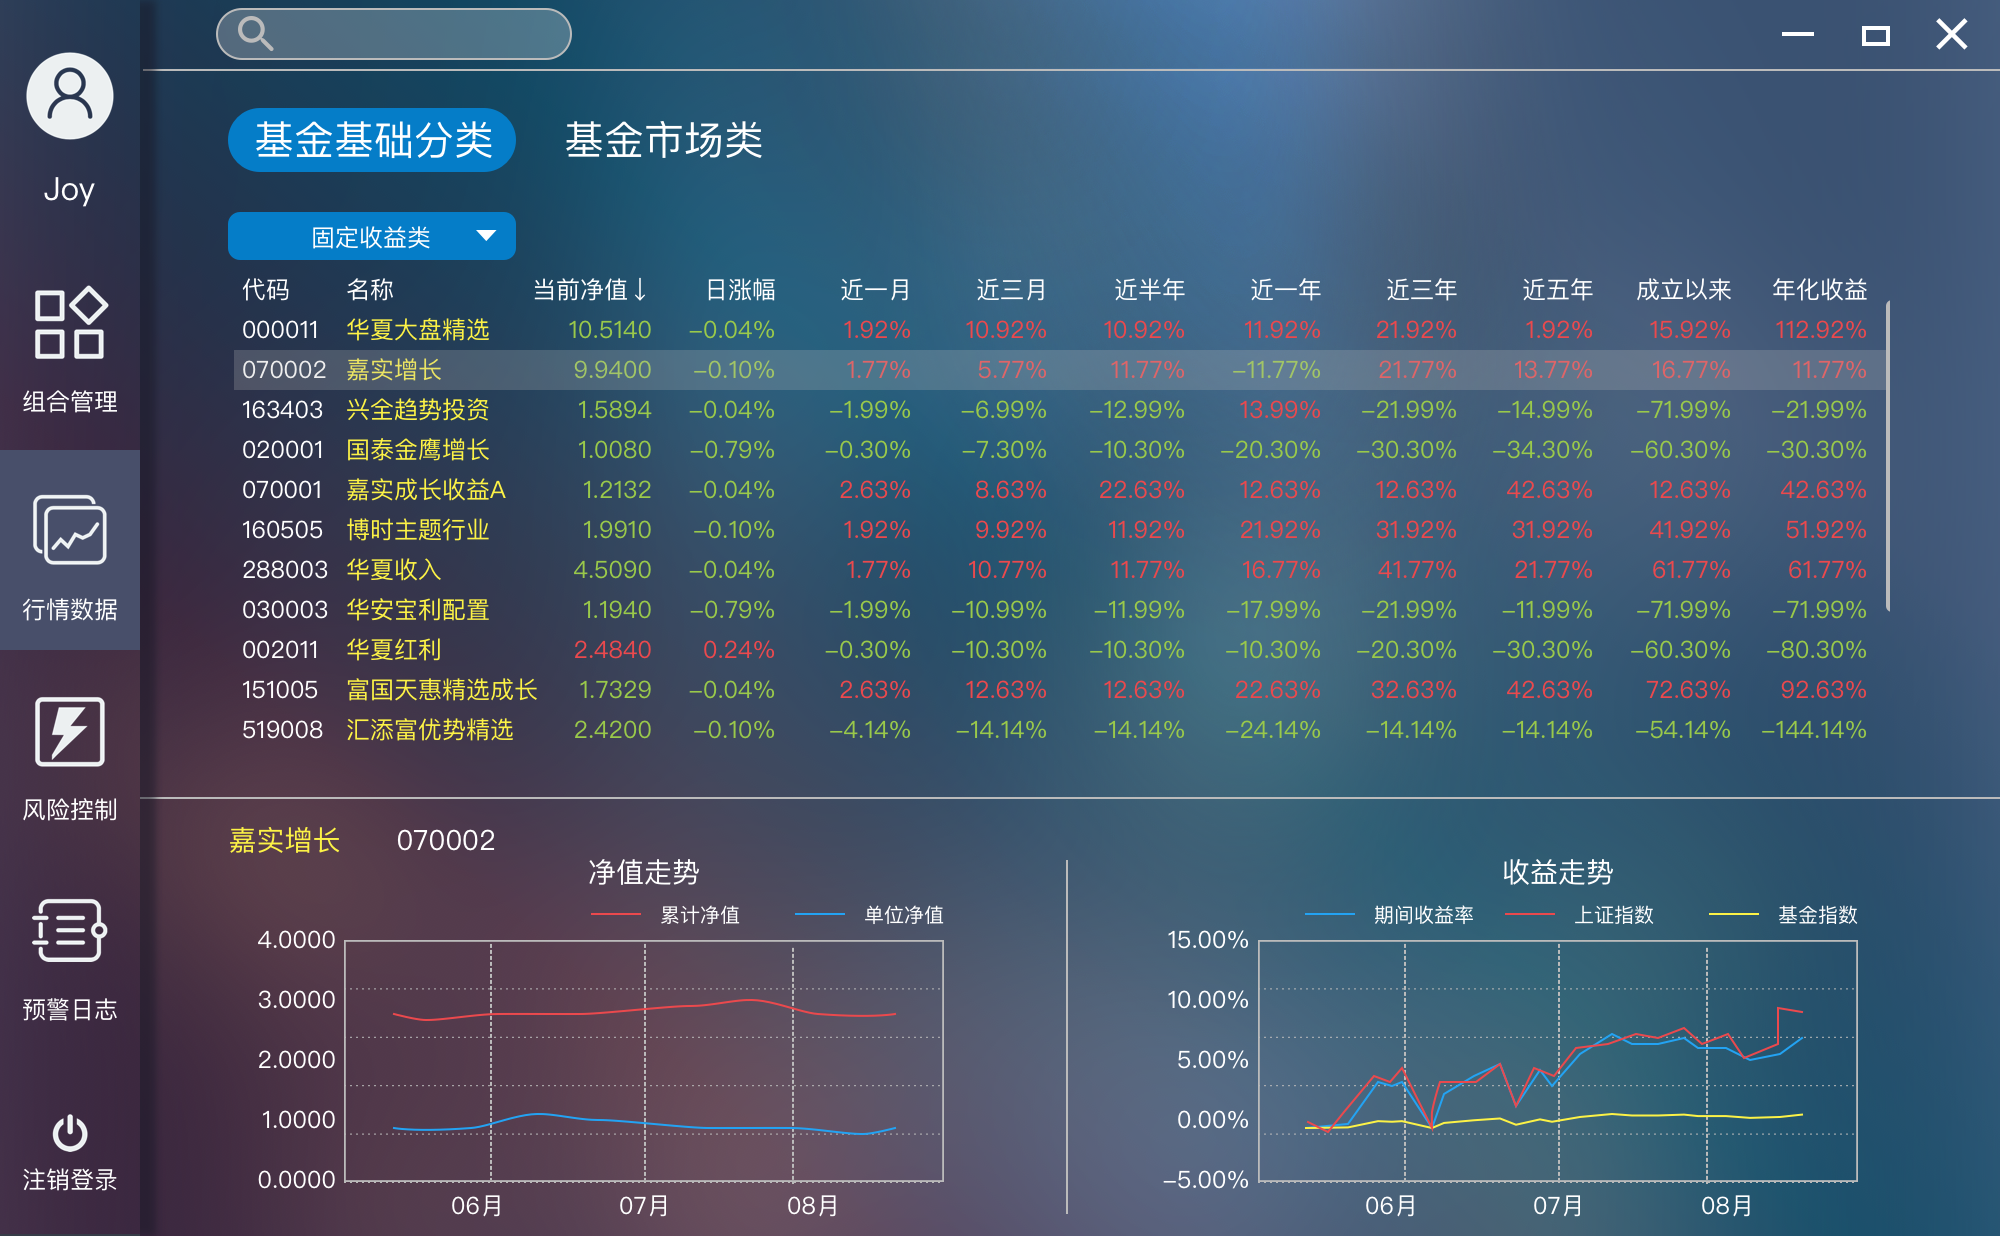 Joy
组合管理
行情数据
风险控制
预警日志
注销登录
基金基础分类 基金市场类
固定收益类
代码 名称 当前净值↓ 日涨幅 近一月 近三月 近半年 近一年 近三年 近五年 成立以来 年化收益
000011 华夏大盘精选 10.5140 −0.04% 1.92% 10.92% 10.92% 11.92% 21.92% 1.92% 15.92% 112.92%
070002 嘉实增长 9.9400 −0.10% 1.77% 5.77% 11.77% −11.77% 21.77% 13.77% 16.77% 11.77%
163403 兴全趋势投资 1.5894 −0.04% −1.99% −6.99% −12.99% 13.99% −21.99% −14.99% −71.99% −21.99%
020001 国泰金鹰增长 1.0080 −0.79% −0.30% −7.30% −10.30% −20.30% −30.30% −34.30% −60.30% −30.30%
070001 嘉实成长收益A 1.2132 −0.04% 2.63% 8.63% 22.63% 12.63% 12.63% 42.63% 12.63% 42.63%
160505 博时主题行业 1.9910 −0.10% 1.92% 9.92% 11.92% 21.92% 31.92% 31.92% 41.92% 51.92%
288003 华夏收入 4.5090 −0.04% 1.77% 10.77% 11.77% 16.77% 41.77% 21.77% 61.77% 61.77%
030003 华安宝利配置 1.1940 −0.79% −1.99% −10.99% −11.99% −17.99% −21.99% −11.99% −71.99% −71.99%
002011 华夏红利 2.4840 0.24% −0.30% −10.30% −10.30% −10.30% −20.30% −30.30% −60.30% −80.30%
151005 富国天惠精选成长 1.7329 −0.04% 2.63% 12.63% 12.63% 22.63% 32.63% 42.63% 72.63% 92.63%
519008 汇添富优势精选 2.4200 −0.10% −4.14% −14.14% −14.14% −24.14% −14.14% −14.14% −54.14% −144.14%
嘉实增长 070002
净值走势
累计净值 单位净值
4.0000
3.0000
2.0000
1.0000
0.0000
06月 07月 08月
收益走势
期间收益率 上证指数 基金指数
15.00%
10.00%
5.00%
0.00%
−5.00%
06月 07月 08月